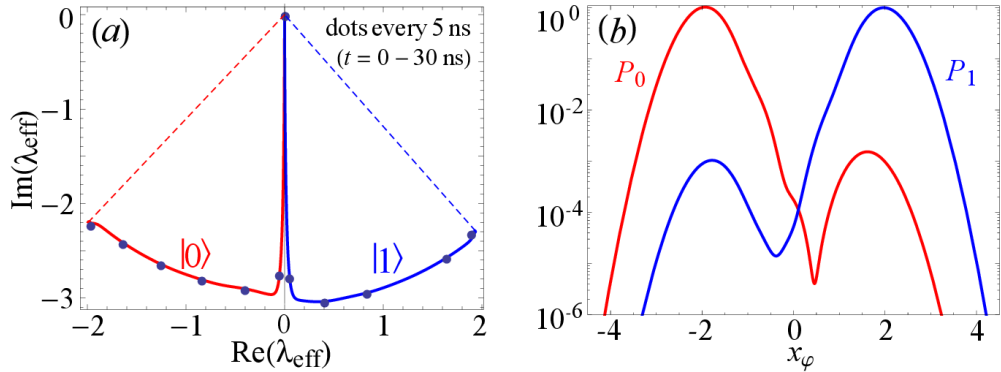 (a)
dots every 5 ns
(t = 0 – 30 ns)
0
−1
−2
−3
Im(λeff)
|0⟩
|1⟩
−2
−1
0
1
2
Re(λeff)
(b)
P0
P1
10^0
10^-2
10^-4
10^-6
-4
-2
0
2
4
xφ